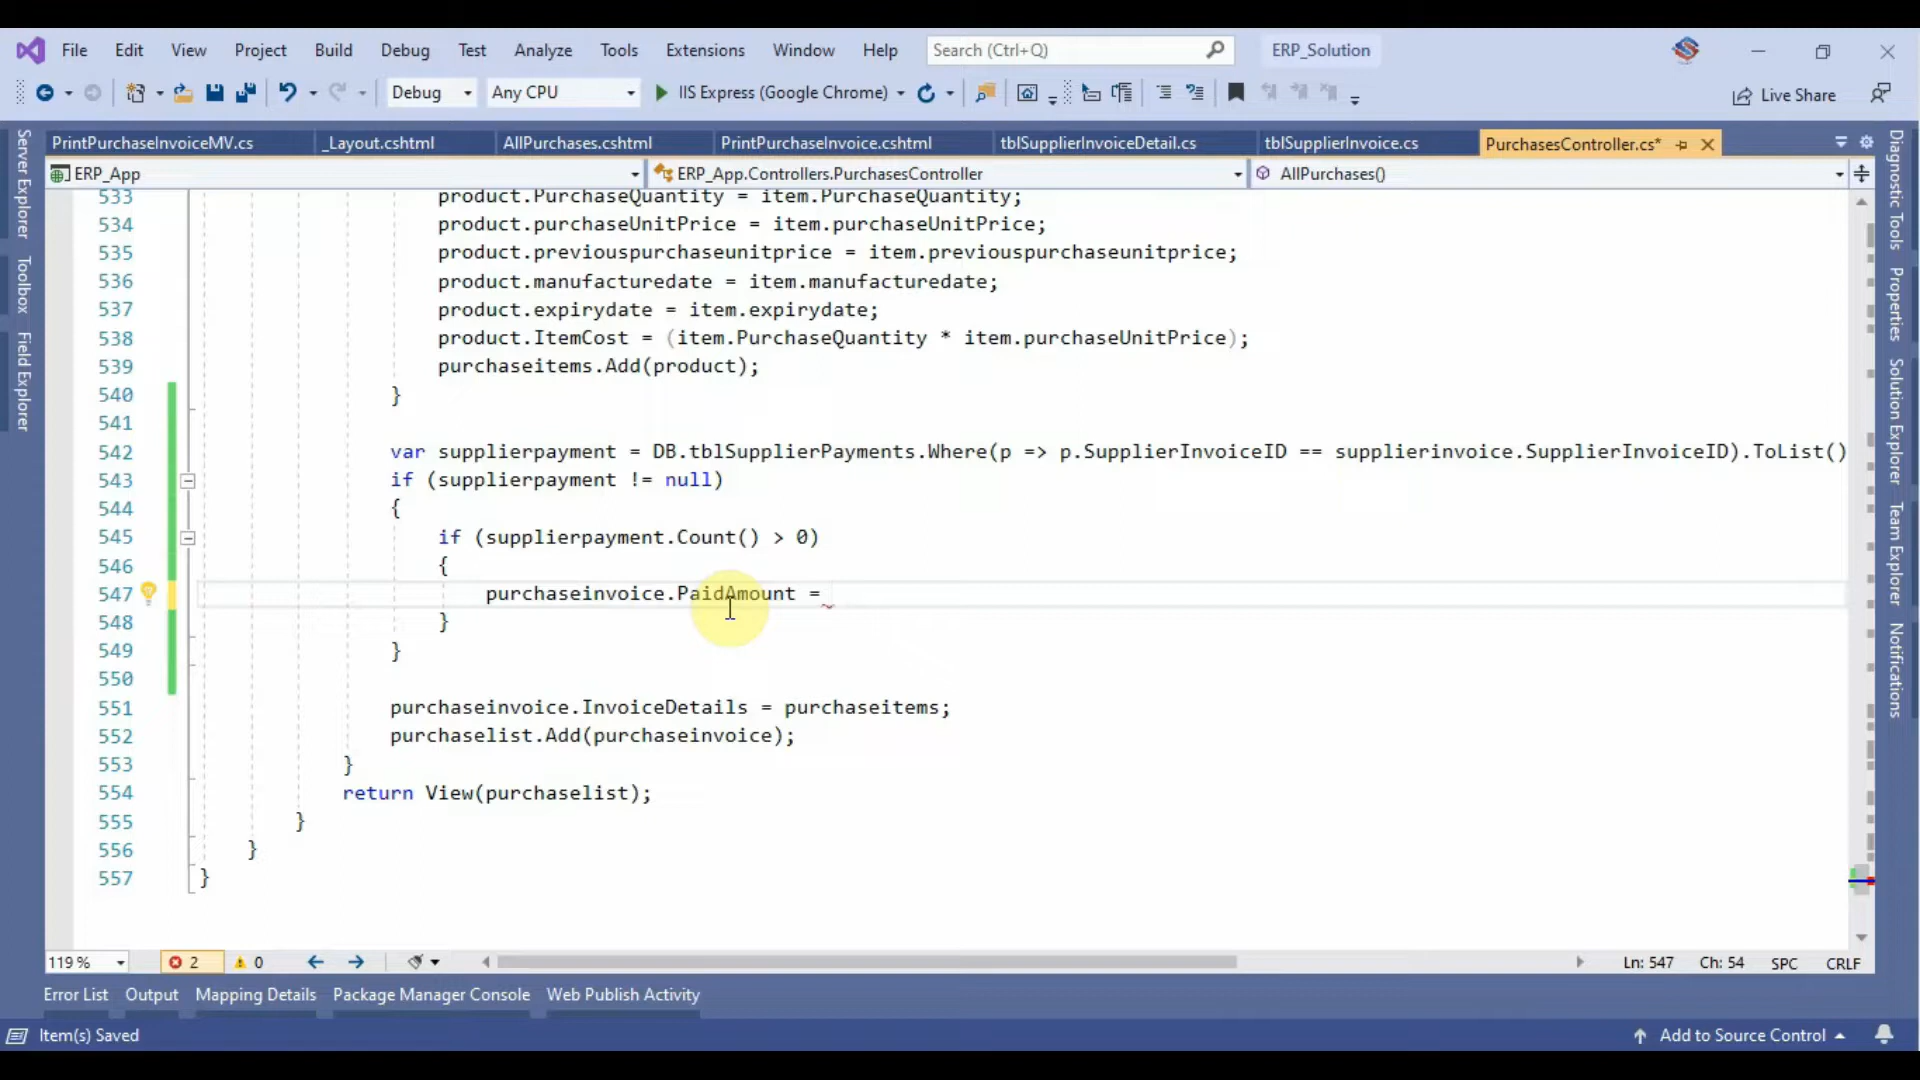 File Edit View Project Build Debug Test Analyze Tools Extensions Window Help Search (Ctrl+Q) ERP_Solution
Debug Any CPU IIS Express (Google Chrome) Live Share
PrintPurchaseInvoiceMV.cs _Layout.cshtml AllPurchases.cshtml PrintPurchaseInvoice.cshtml tblSupplierInvoiceDetail.cs tblSupplierInvoice.cs PurchasesController.cs*
ERP_App ERP_App.Controllers.PurchasesController AllPurchases()
Server Explorer
Toolbox
Field Explorer
533 product.PurchaseQuantity = item.PurchaseQuantity;
534 product.purchaseUnitPrice = item.purchaseUnitPrice;
535 product.previouspurchaseunitprice = item.previouspurchaseunitprice;
536 product.manufacturedate = item.manufacturedate;
537 product.expirydate = item.expirydate;
538 product.ItemCost = (item.PurchaseQuantity * item.purchaseUnitPrice);
539 purchaseitems.Add(product);
540 }
541
542 var supplierpayment = DB.tblSupplierPayments.Where(p => p.SupplierInvoiceID == supplierinvoice.SupplierInvoiceID).ToList()
543 if (supplierpayment != null)
544 {
545 if (supplierpayment.Count() > 0)
546 {
547 purchaseinvoice.PaidAmount =
548 }
549 }
550
551 purchaseinvoice.InvoiceDetails = purchaseitems;
552 purchaselist.Add(purchaseinvoice);
553 }
554 return View(purchaselist);
555 }
556 }
557 }
Diagnostic Tools
Properties
Solution Explorer
Team Explorer
Notifications
119 % 2 0 Ln: 547 Ch: 54 SPC CRLF
Error List Output Mapping Details Package Manager Console Web Publish Activity
Item(s) Saved Add to Source Control